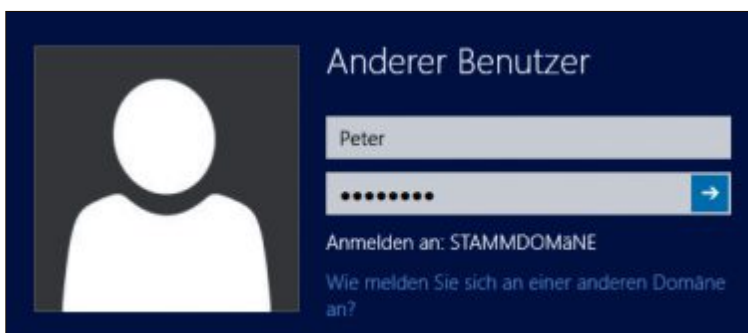 Anderer Benutzer
Peter
●●●●●●●●
Anmelden an: STAMMDOMäNE
Wie melden Sie sich an einer anderen Domäne
an?